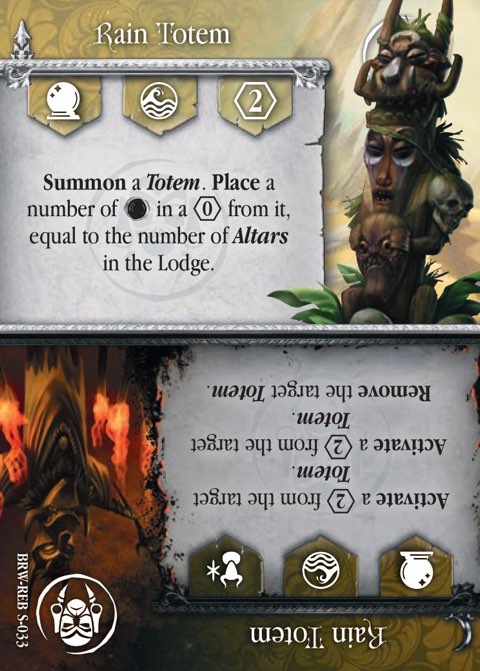 Rain Totem
2
Summon a Totem. Place a
number of in a 0 from it,
equal to the number of Altars
in the Lodge.
Rain Totem
Activate a 2 from the target
Totem.
Activate a 2 from the target
Totem.
Remove the target Totem.
BRW-REB S-033